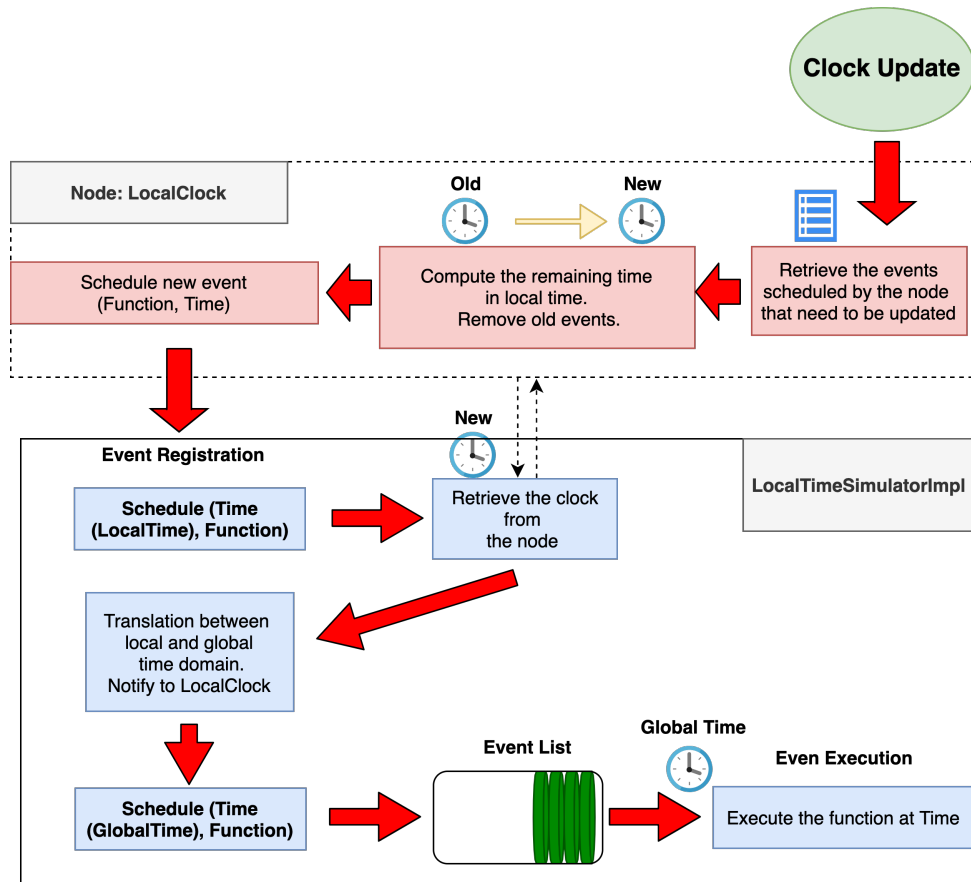 Clock Update
Node: LocalClock
Old
New
Retrieve the events
scheduled by the node
that need to be updated
Compute the remaining time
in local time.
Remove old events.
Schedule new event
(Function, Time)
LocalTimeSimulatorImpl
Event Registration
New
Schedule (Time
(LocalTime), Function)
Retrieve the clock
from
the node
Translation between
local and global
time domain.
Notify to LocalClock
Schedule (Time
(GlobalTime), Function)
Event List
Global Time
Even Execution
Execute the function at Time